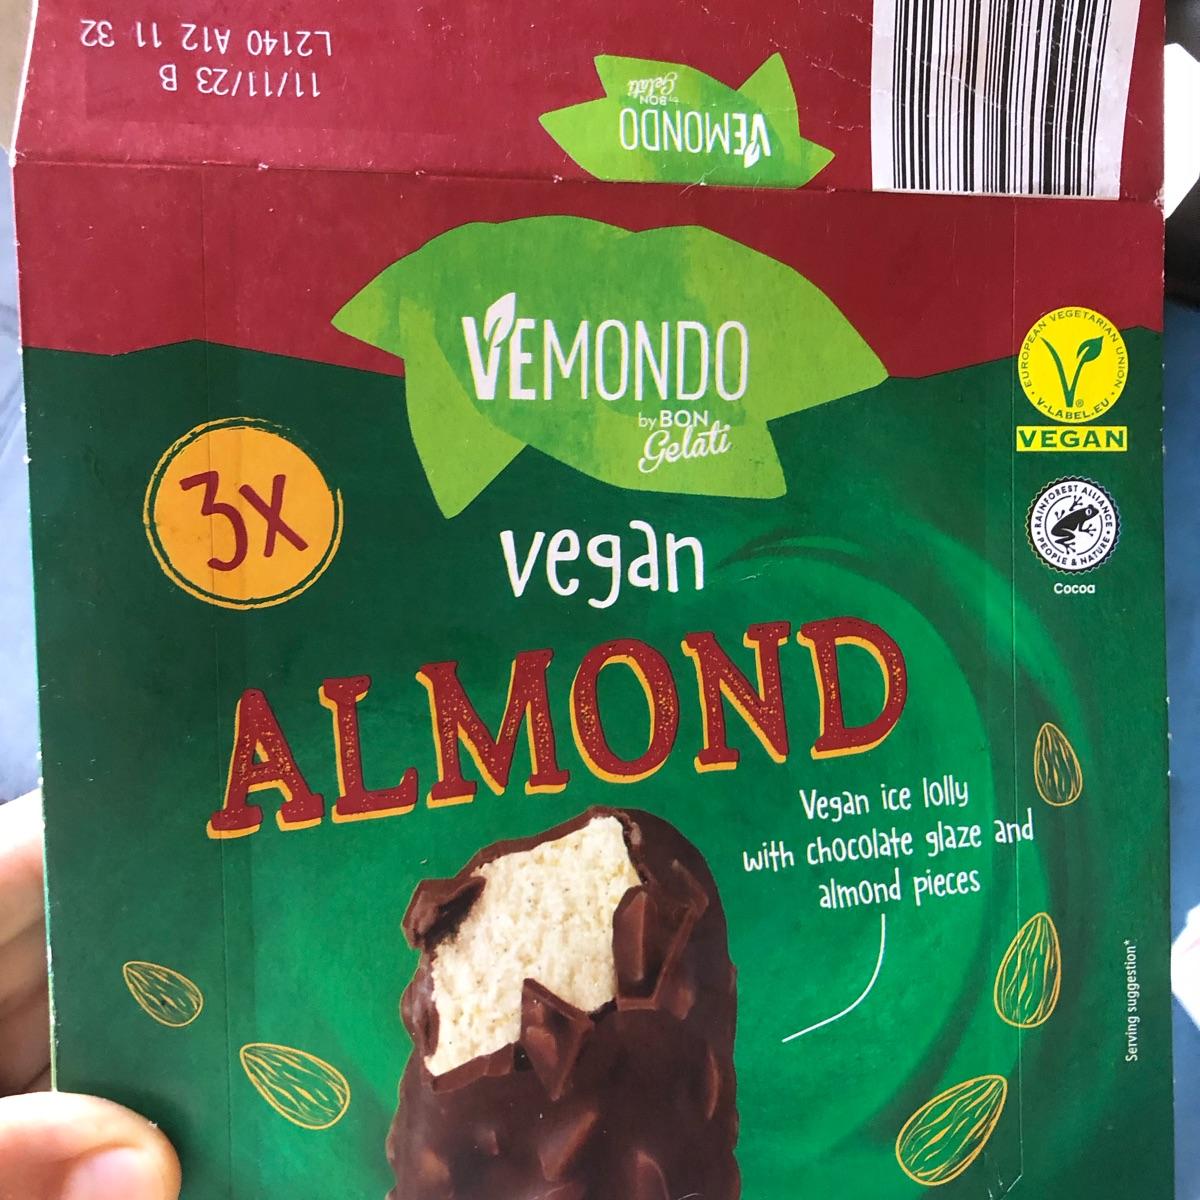 L2140 A12 11 32
11/11/23 B
VEMONDO
by BON
Gelati
VEMONDO
by BON
Gelati
EUROPEAN VEGETARIAN UNION
V-LABEL.EU
VEGAN
3x
RAINFOREST ALLIANCE
PEOPLE & NATURE
Cocoa
vegan
ALMOND
Vegan ice lolly
with chocolate glaze and
almond pieces
Serving suggestion*